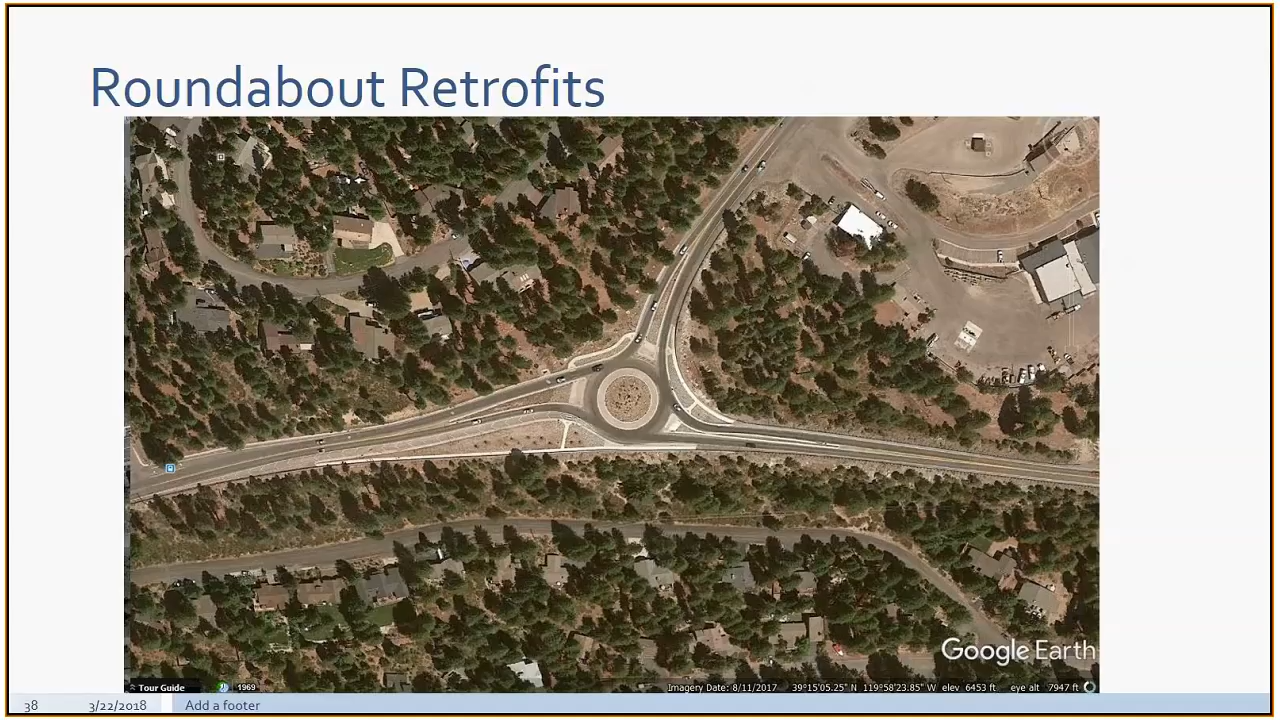 Roundabout Retrofits
Google Earth
Tour Guide 1969 Imagery Date: 8/11/2017 39°15'05.25" N 119°58'23.85" W elev 6453 ft eye alt 7947 ft
38 3/22/2018 Add a footer